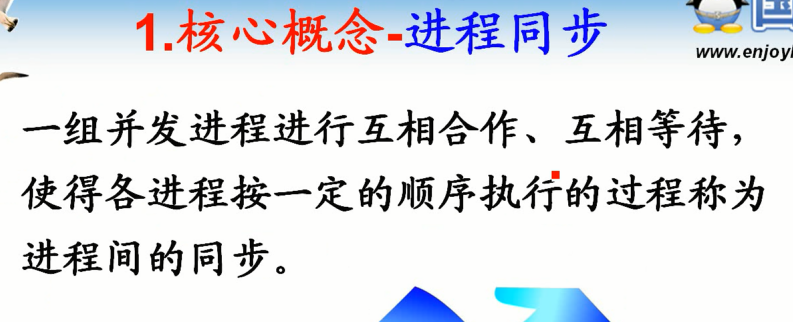 1.核心概念-进程同步
www.enjoyl
一组并发进程进行互相合作、互相等待，
使得各进程按一定的顺序执行的过程称为
进程间的同步。